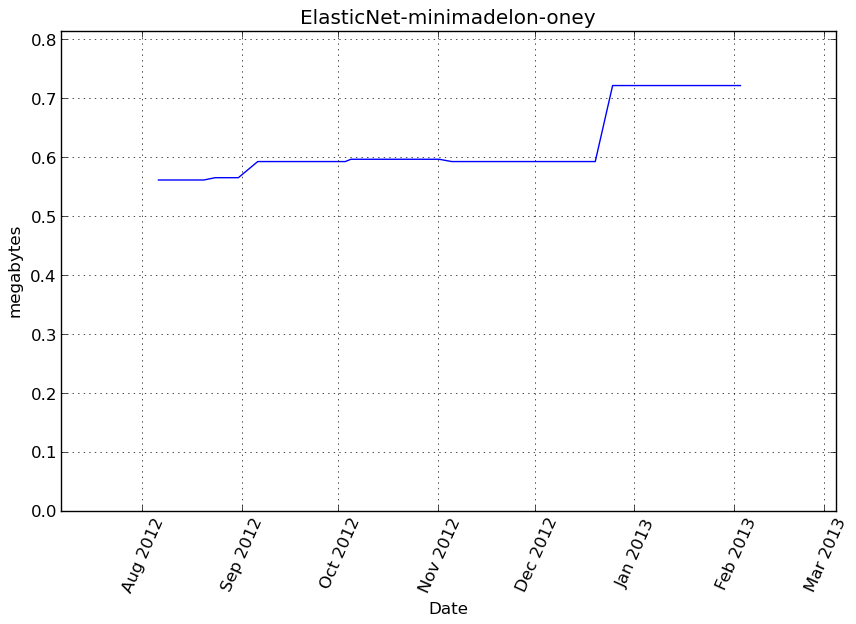 ElasticNet-minimadelon-oney
0.8
0.7
0.6
0.5
0.4
0.3
0.2
0.1
0.0
megabytes
Aug 2012
Sep 2012
Oct 2012
Nov 2012
Dec 2012
Jan 2013
Feb 2013
Mar 2013
Date